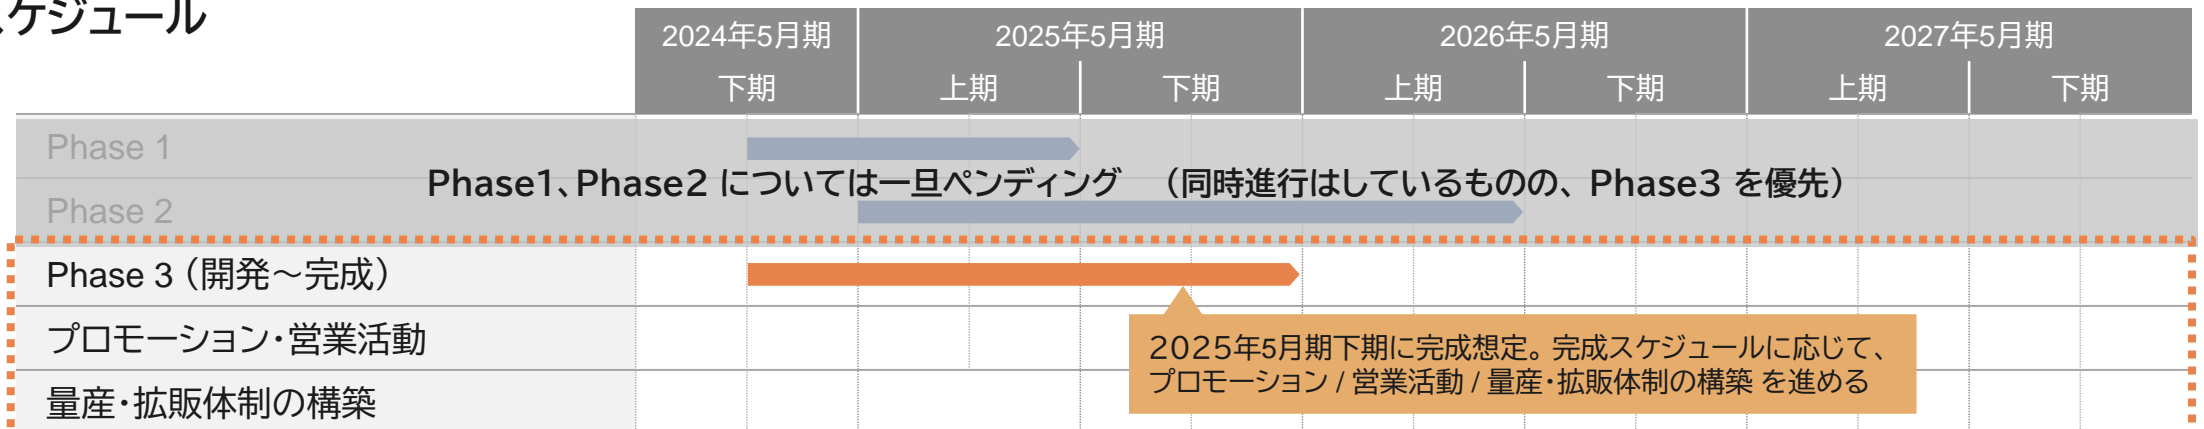 スケジュール
2024年5月期 2025年5月期 2026年5月期 2027年5月期
下期 上期 下期 上期 下期 上期 下期
Phase 1
Phase1、Phase2 については一旦ペンディング （同時進行はしているものの、Phase3 を優先）
Phase 2
Phase 3（開発～完成）
プロモーション・営業活動
2025年5月期下期に完成想定。完成スケジュールに応じて、
プロモーション / 営業活動 / 量産・拡販体制の構築 を進める
量産・拡販体制の構築